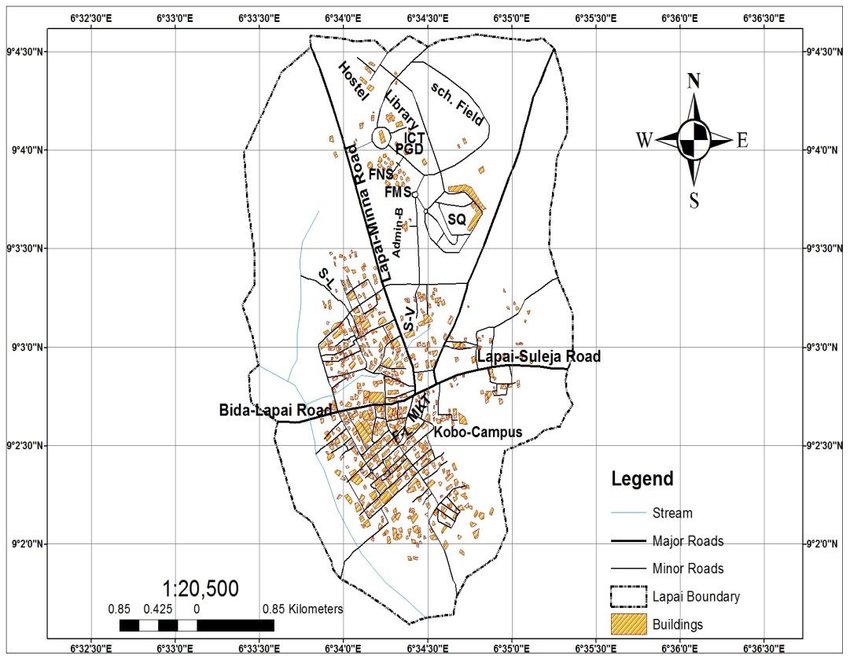 6°32'30"E 6°33'0"E 6°33'30"E 6°34'0"E 6°34'30"E 6°35'0"E 6°35'30"E 6°36'0"E 6°36'30"E
9°4'30"N 9°4'30"N
Hostel
Library
sch. Field
N
W E
S
ICT
PGD
9°4'0"N 9°4'0"N
FNS
FMS
SQ
Admin-B
Lapai-Minna Road
9°3'30"N 9°3'30"N
T-S
S-V
9°3'0"N 9°3'0"N
Lapai-Suleja Road
Bida-Lapai Road
E-L MKT
Kobo-Campus
9°2'30"N 9°2'30"N
Legend
Stream
Major Roads
Minor Roads
Lapai Boundary
Buildings
9°2'0"N 9°2'0"N
1:20,500
0.85 0.425 0 0.85 Kilometers
6°32'30"E 6°33'0"E 6°33'30"E 6°34'0"E 6°34'30"E 6°35'0"E 6°35'30"E 6°36'0"E 6°36'30"E